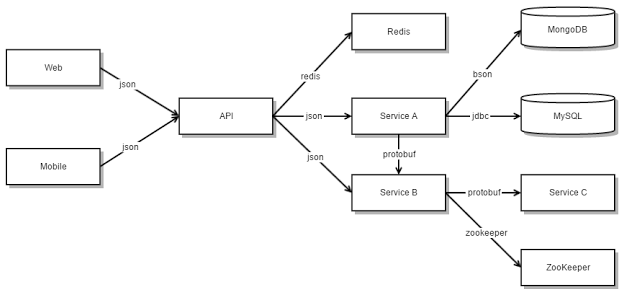 Redis
MongoDB
Web
json
redis
bson
API
json
Service A
jdbc
MySQL
Mobile
json
json
protobuf
Service B
protobuf
Service C
zookeeper
ZooKeeper